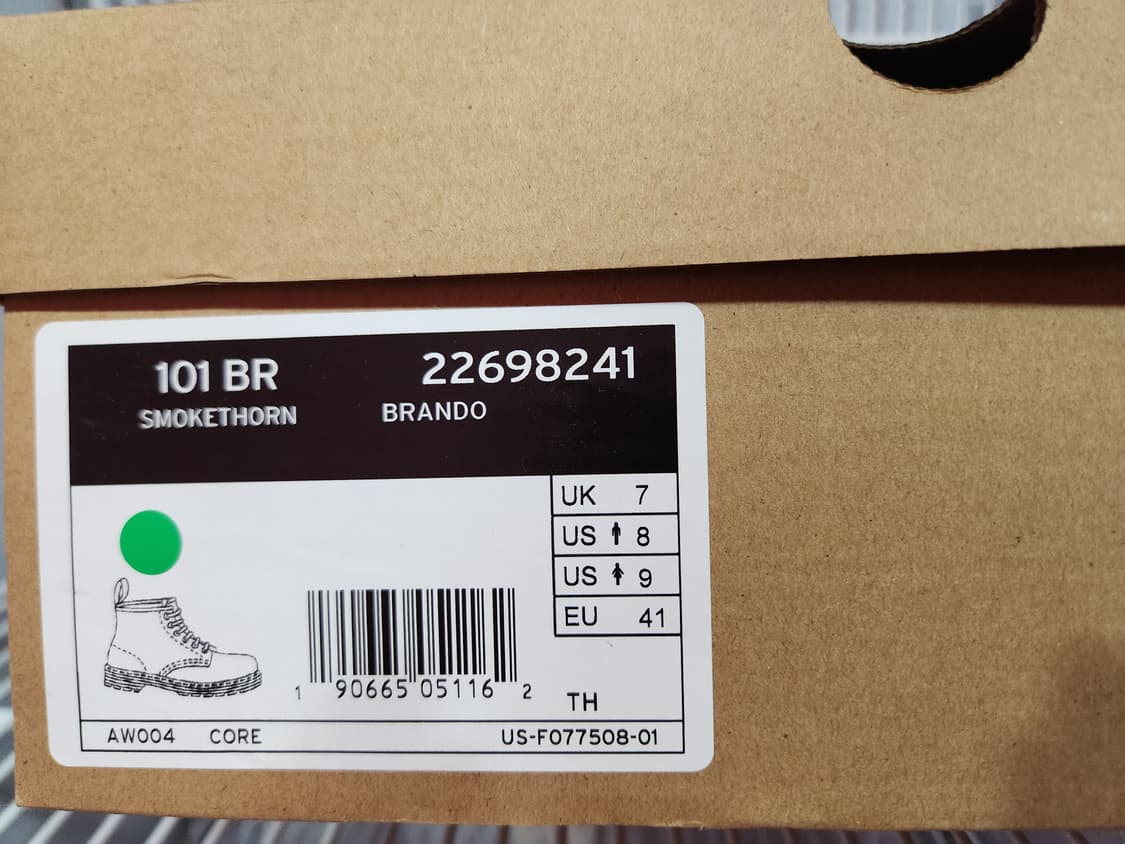 101 BR 22698241
SMOKETHORN BRANDO
UK 7
US 8
US 9
EU 41
1 90665 05116 2
TH
AW004 CORE US-F077508-01